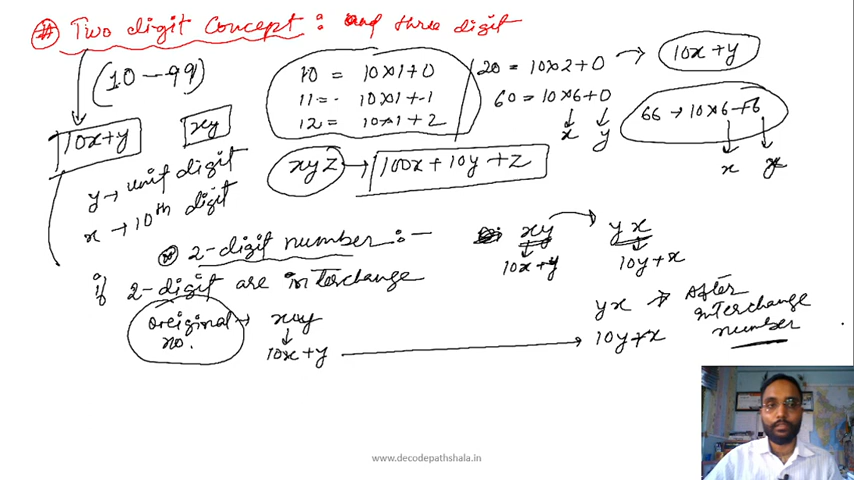 Two digit concept : and three digit
(10 – 99)
10x+y
xy
10 = 10×1+0
11 = 10×1+1
12 = 10×1+2
20 = 10×2+0 → 10x+y
60 = 10×6+0
x y
66 → 10×6+6
x y
xyz → 100x+10y+z
y → unit digit
x → 10th digit
2-digit number :–
if 2-digit are interchange
xy yx
10x+y 10y+x
oreiginal no. → xy
10x+y → 10y+x
yx → After interchange number
www.decodepathshala.in